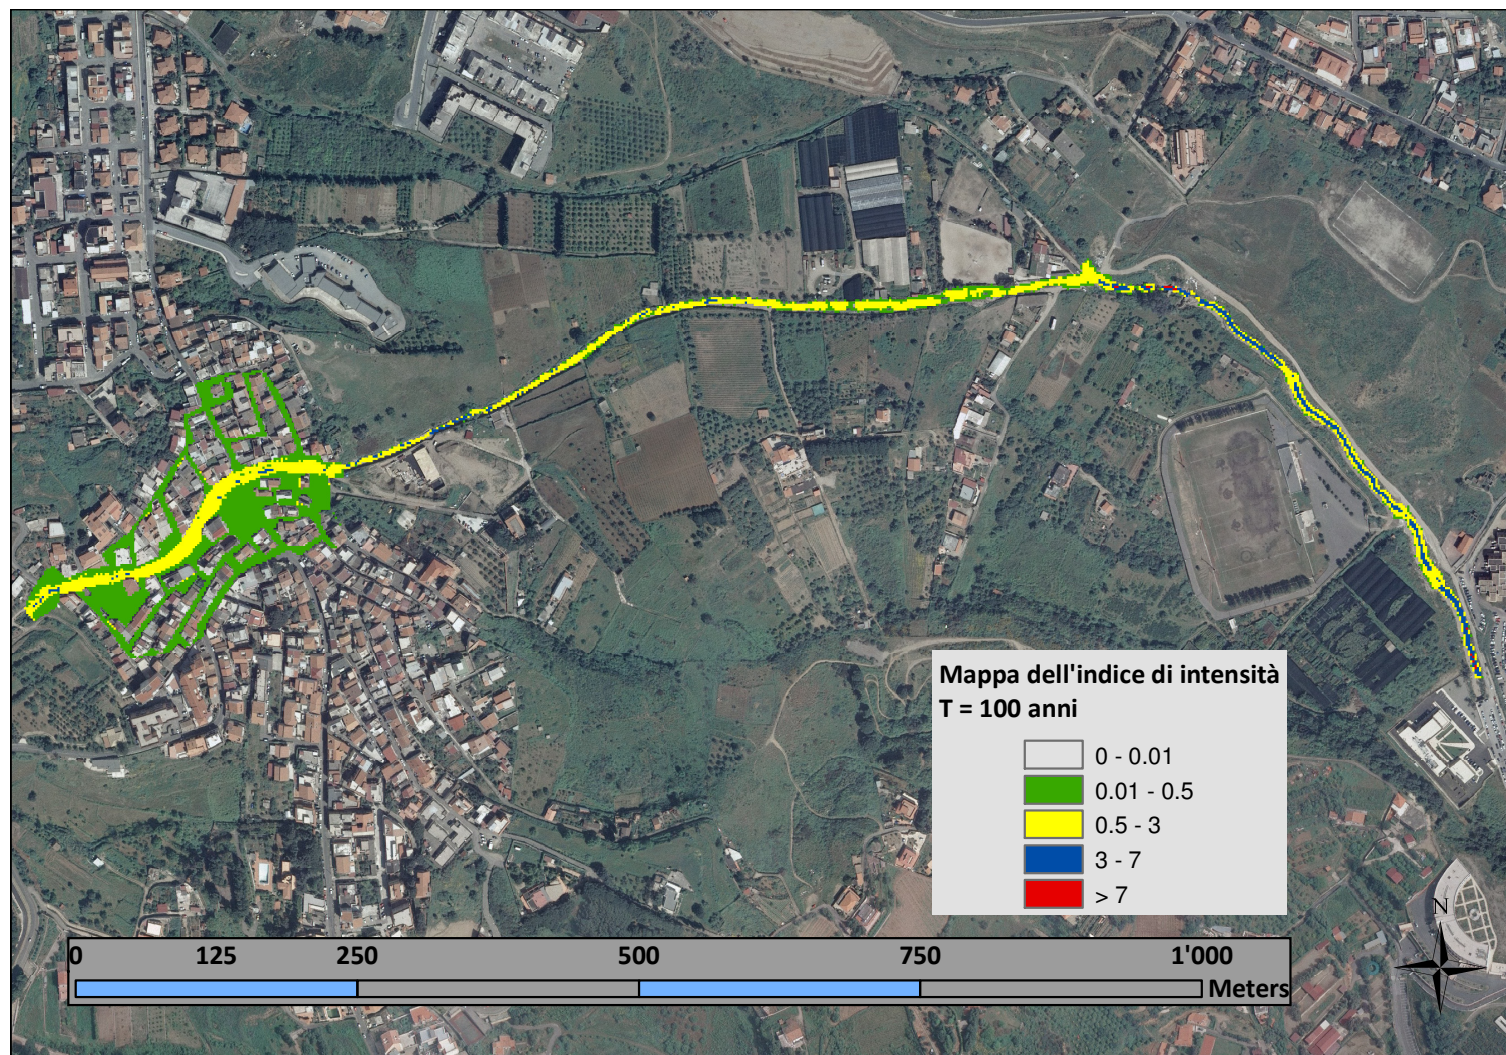 Mappa dell'indice di intensità
T = 100 anni
0 - 0.01
0.01 - 0.5
0.5 - 3
3 - 7
> 7
N
0 125 250 500 750 1'000
Meters